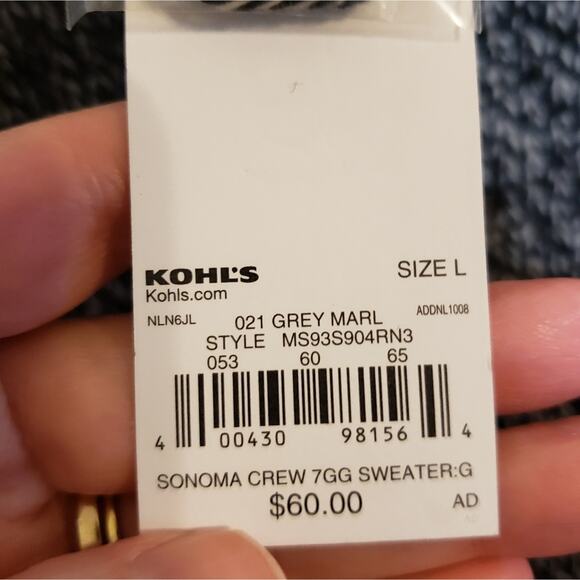 KOHL'S SIZE L
Kohls.com
NLN6JL 021 GREY MARL ADDNL1008
STYLE MS93S904RN3
053 60 65
4 00430 98156 4
SONOMA CREW 7GG SWEATER:G
$60.00 AD